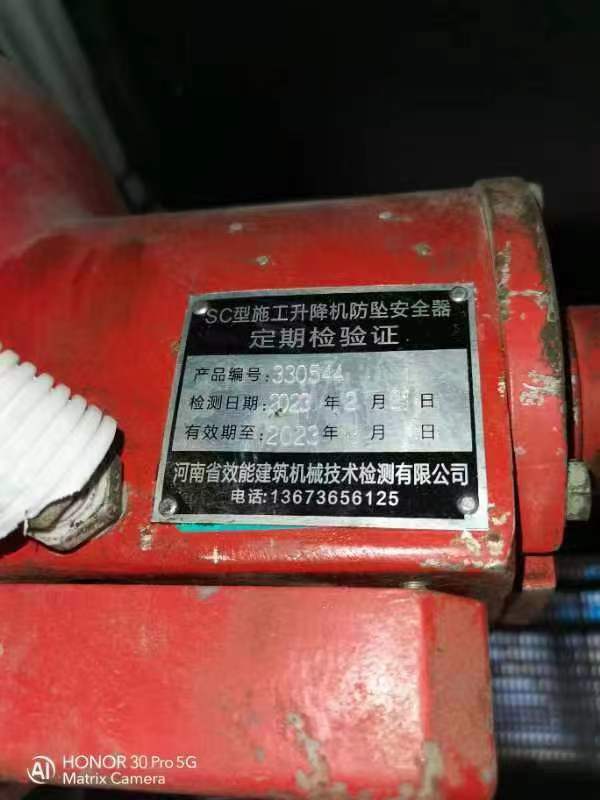 SC型施工升降机防坠安全器
定期检验证
产品编号:330544
检测日期:2023 年 2 月 日
有效期至:2023 年 月 日
河南省效能建筑机械技术检测有限公司
电话:13673656125
HONOR 30 Pro 5G
Matrix Camera